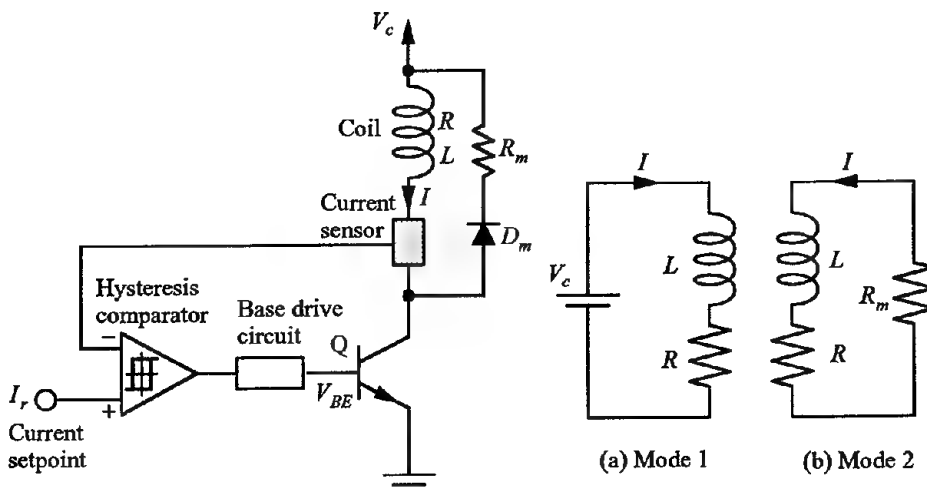 V_c
Coil
R
L
R_m
I
Current
sensor
D_m
Hysteresis
comparator
Base drive
circuit
Q
V_BE
−
+
I_r
Current
setpoint
I
V_c
L
R
(a) Mode 1
I
L
R_m
R
(b) Mode 2